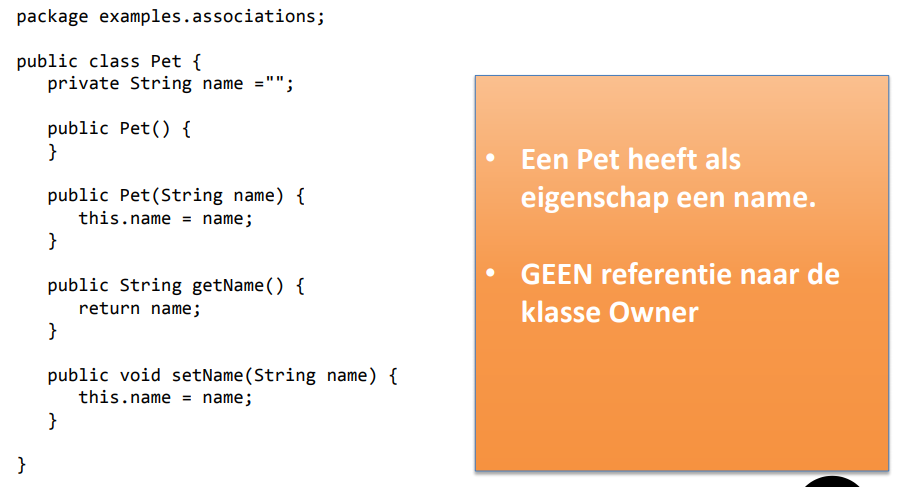 package examples.associations;
public class Pet {
private String name ="";
public Pet() {
}
public Pet(String name) {
this.name = name;
}
public String getName() {
return name;
}
public void setName(String name) {
this.name = name;
}
}
• Een Pet heeft als
eigenschap een name.
• GEEN referentie naar de
klasse Owner